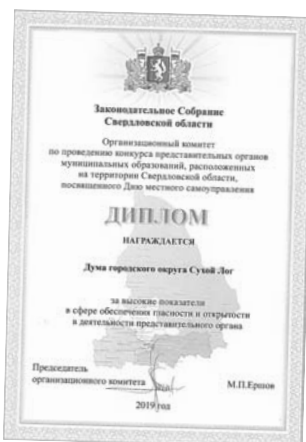 Законодательное Собрание
Свердловской области
Организационный комитет
по проведению конкурса представительных органов
муниципальных образований, расположенных
на территории Свердловской области,
посвященного Дню местного самоуправления
ДИПЛОМ
НАГРАЖДАЕТСЯ
Дума городского округа Сухой Лог
за высокие показатели
в сфере обеспечения гласности и открытости
в деятельности представительного органа
Председатель
организационного комитета
М.П.Ершов
2019 год